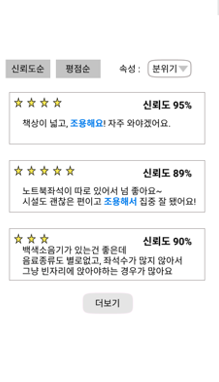 신뢰도순 평점순 속성 : 분위기
신뢰도 95%
책상이 넓고, 조용해요! 자주 와야겠어요.
신뢰도 89%
노트북좌석이 따로 있어서 넘 좋아요~
시설도 괜찮은 편이고 조용해서 집중 잘 됐어요!
신뢰도 90%
백색소음기가 있는건 좋은데
음료종류도 별로없고, 좌석수가 많지 않아서
그냥 빈자리에 앉아야하는 경우가 많아요
더보기